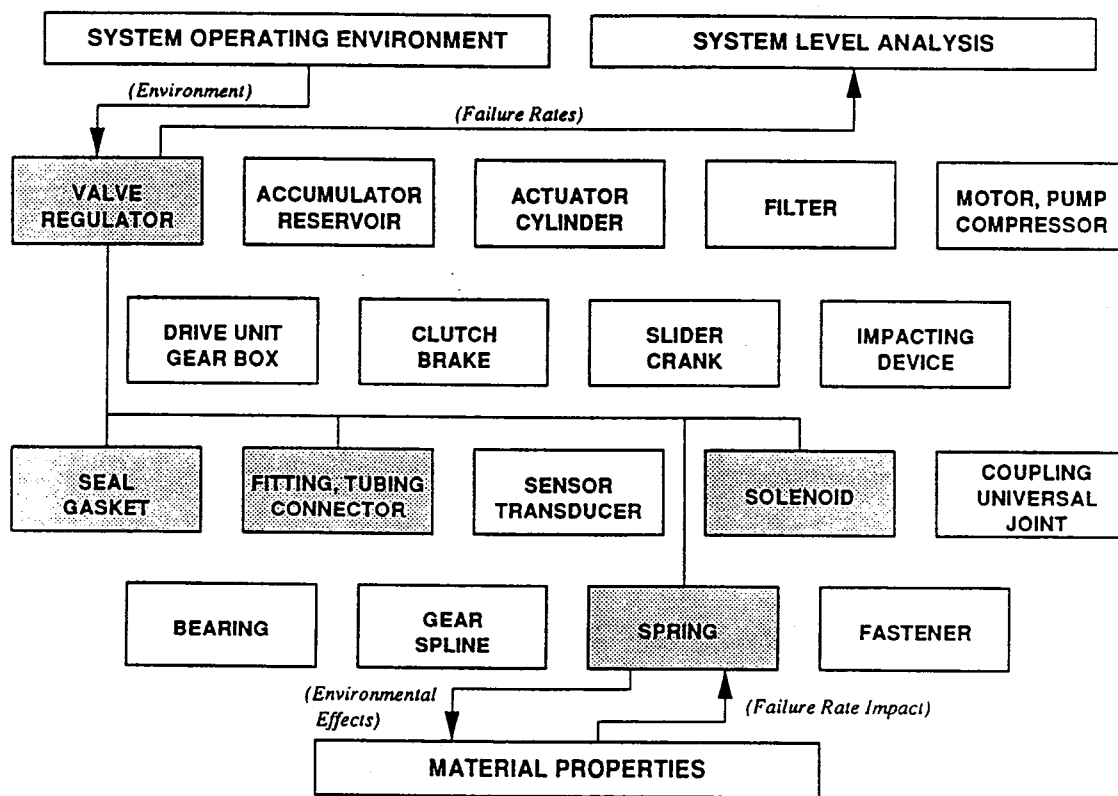 SYSTEM OPERATING ENVIRONMENT
SYSTEM LEVEL ANALYSIS
(Environment)
(Failure Rates)
VALVE
REGULATOR
ACCUMULATOR
RESERVOIR
ACTUATOR
CYLINDER
FILTER
MOTOR, PUMP
COMPRESSOR
DRIVE UNIT
GEAR BOX
CLUTCH
BRAKE
SLIDER
CRANK
IMPACTING
DEVICE
SEAL
GASKET
FITTING, TUBING
CONNECTOR
SENSOR
TRANSDUCER
SOLENOID
COUPLING
UNIVERSAL
JOINT
BEARING
GEAR
SPLINE
SPRING
FASTENER
(Environmental
Effects)
(Failure Rate Impact)
MATERIAL PROPERTIES